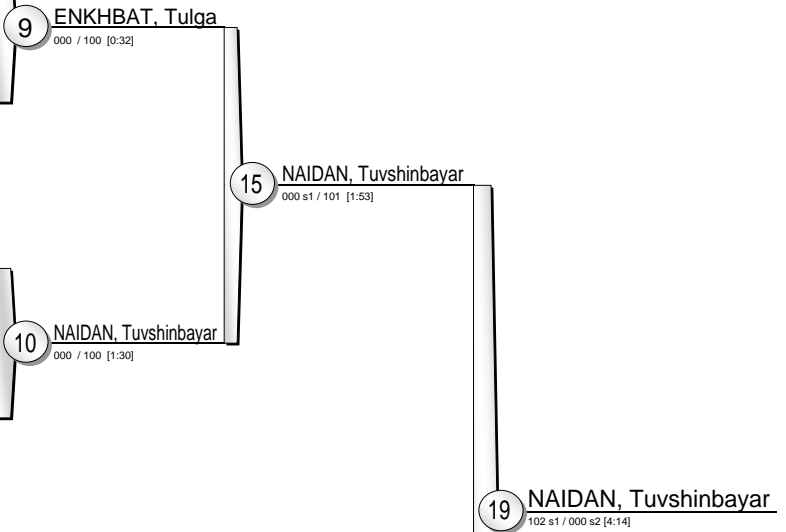 9 ENKHBAT, Tulga
000 / 100 [0:32]
15 NAIDAN, Tuvshinbayar
000 s1 / 101 [1:53]
10 NAIDAN, Tuvshinbayar
000 / 100 [1:30]
19 NAIDAN, Tuvshinbayar
102 s1 / 000 s2 [4:14]